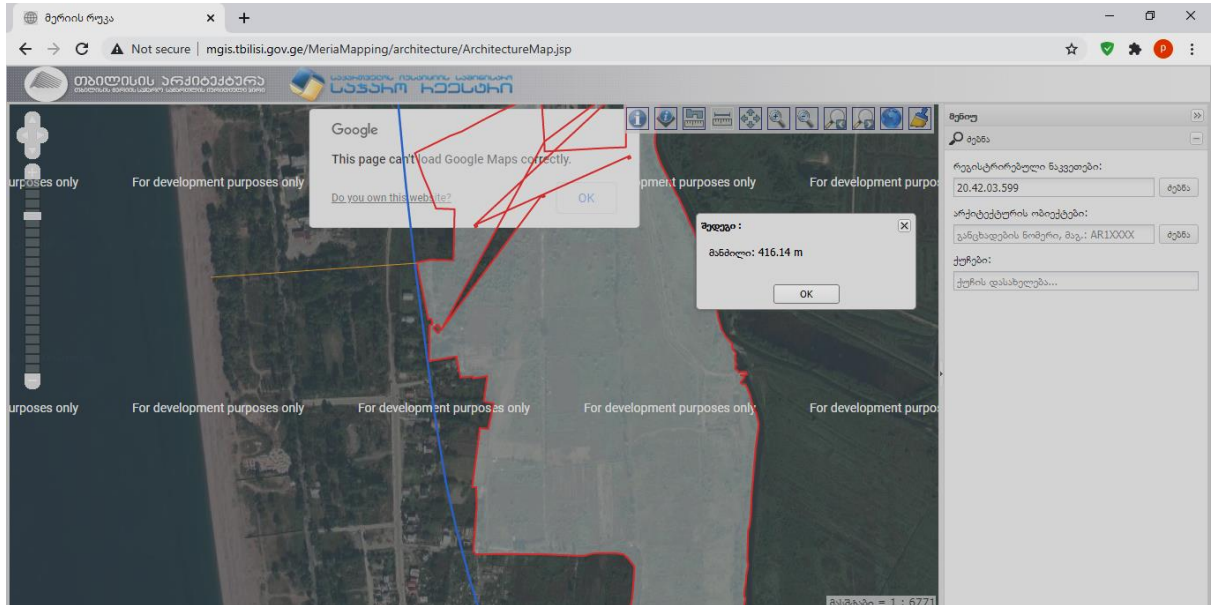 მერიის რუკა
Not secure | mgis.tbilisi.gov.ge/MeriaMapping/architecture/ArchitectureMap.jsp
P
თბილისის არქიტექტურა
საჯარო რეესტრი
Google
This page can't load Google Maps correctly.
Do you own this website?
OK
urposes only
For development purposes only
opment purposes only
For development purpo
შედეგი :
მანძილი: 416.14 m
OK
მენიუ
ძებნა
რეგისტრირებული ნაკვეთები:
20.42.03.599
ძებნა
არქიტექტურის ობიექტები:
განცხადების ნომერი, მაგ.: AR1XXXX
ძებნა
ქუჩები:
ქუჩის დასახელება...
urposes only
For development purposes only
For development purposes only
For development purposes only
For development purpo
მასშტაბი = 1 : 6771